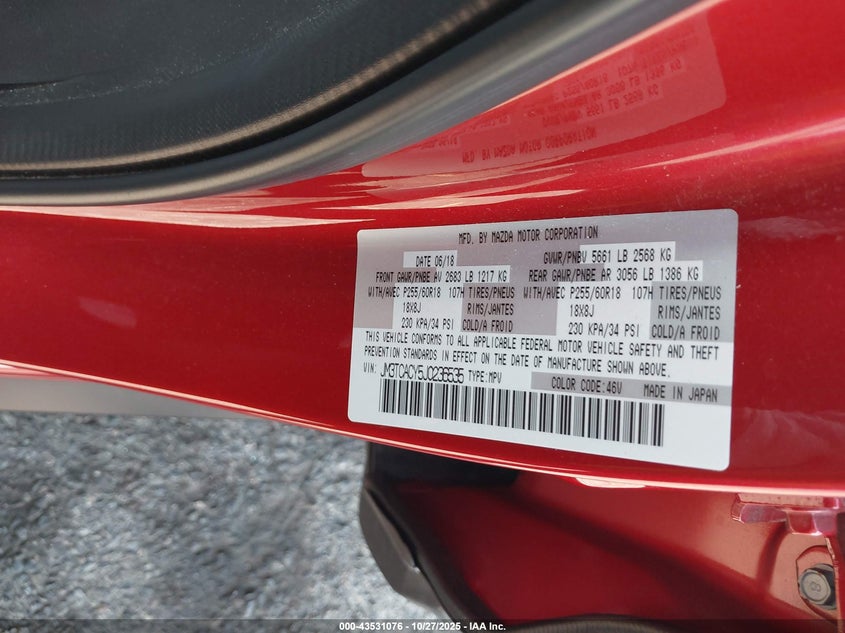 MFD. BY MAZDA MOTOR CORPORATION
DATE 06/18 GVWR/PNBV 5661 LB 2568 KG
FRONT GAWR/PNBE AV 2683 LB 1217 KG REAR GAWR/PNBE AR 3056 LB 1386 KG
WITH/AVEC P255/60R18 107H TIRES/PNEUS WITH/AVEC P255/60R18 107H TIRES/PNEUS
18X8J RIMS/JANTES 18X8J RIMS/JANTES
230 KPA/34 PSI COLD/A FROID 230 KPA/34 PSI COLD/A FROID
THIS VEHICLE CONFORMS TO ALL APPLICABLE FEDERAL MOTOR VEHICLE SAFETY AND THEFT
PREVENTION STANDARDS IN EFFECT ON THE DATE OF MANUFACTURE SHOWN ABOVE.
VIN: JM3TCACY5J0236535 TYPE:MPV COLOR CODE:46V MADE IN JAPAN
000-43531076 > 10/27/2025 - IAA Inc.